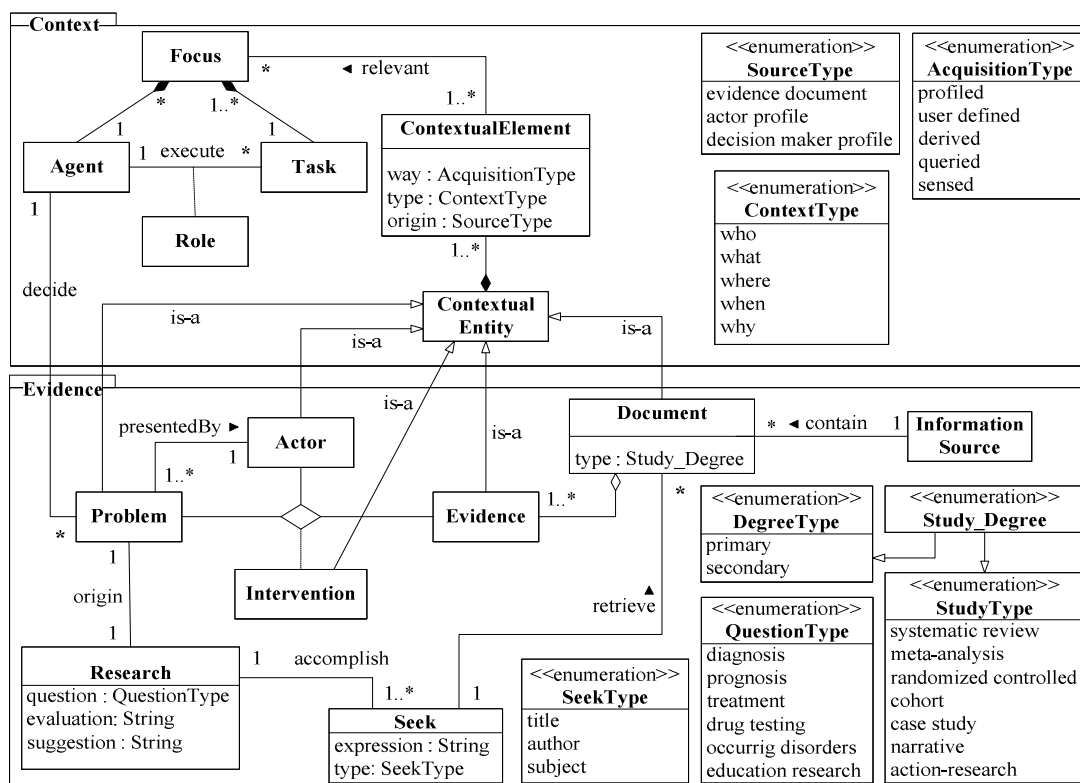 Context
Focus
*
1..*
*
◄ relevant
1..*
1
1
Agent
1
execute
*
Task
1
Role
ContextualElement
way : AcquisitionType
type : ContextType
origin : SourceType
1..*
<<enumeration>>
SourceType
evidence document
actor profile
decision maker profile
<<enumeration>>
AcquisitionType
profiled
user defined
derived
queried
sensed
<<enumeration>>
ContextType
who
what
where
when
why
decide
Contextual
Entity
is-a
is-a
is-a
is-a
is-a
Evidence
presentedBy ►
1..*
1
Actor
Document
type : Study_Degree
*
◄ contain
1
Information
Source
Problem
*
1
Evidence
1..*
*
Intervention
origin
1
retrieve
▲
Research
question : QuestionType
evaluation: String
suggestion : String
1
accomplish
1..*
1
Seek
expression : String
type: SeekType
<<enumeration>>
SeekType
title
author
subject
<<enumeration>>
DegreeType
primary
secondary
<<enumeration>>
Study_Degree
<<enumeration>>
QuestionType
diagnosis
prognosis
treatment
drug testing
occurrig disorders
education research
<<enumeration>>
StudyType
systematic review
meta-analysis
randomized controlled
cohort
case study
narrative
action-research